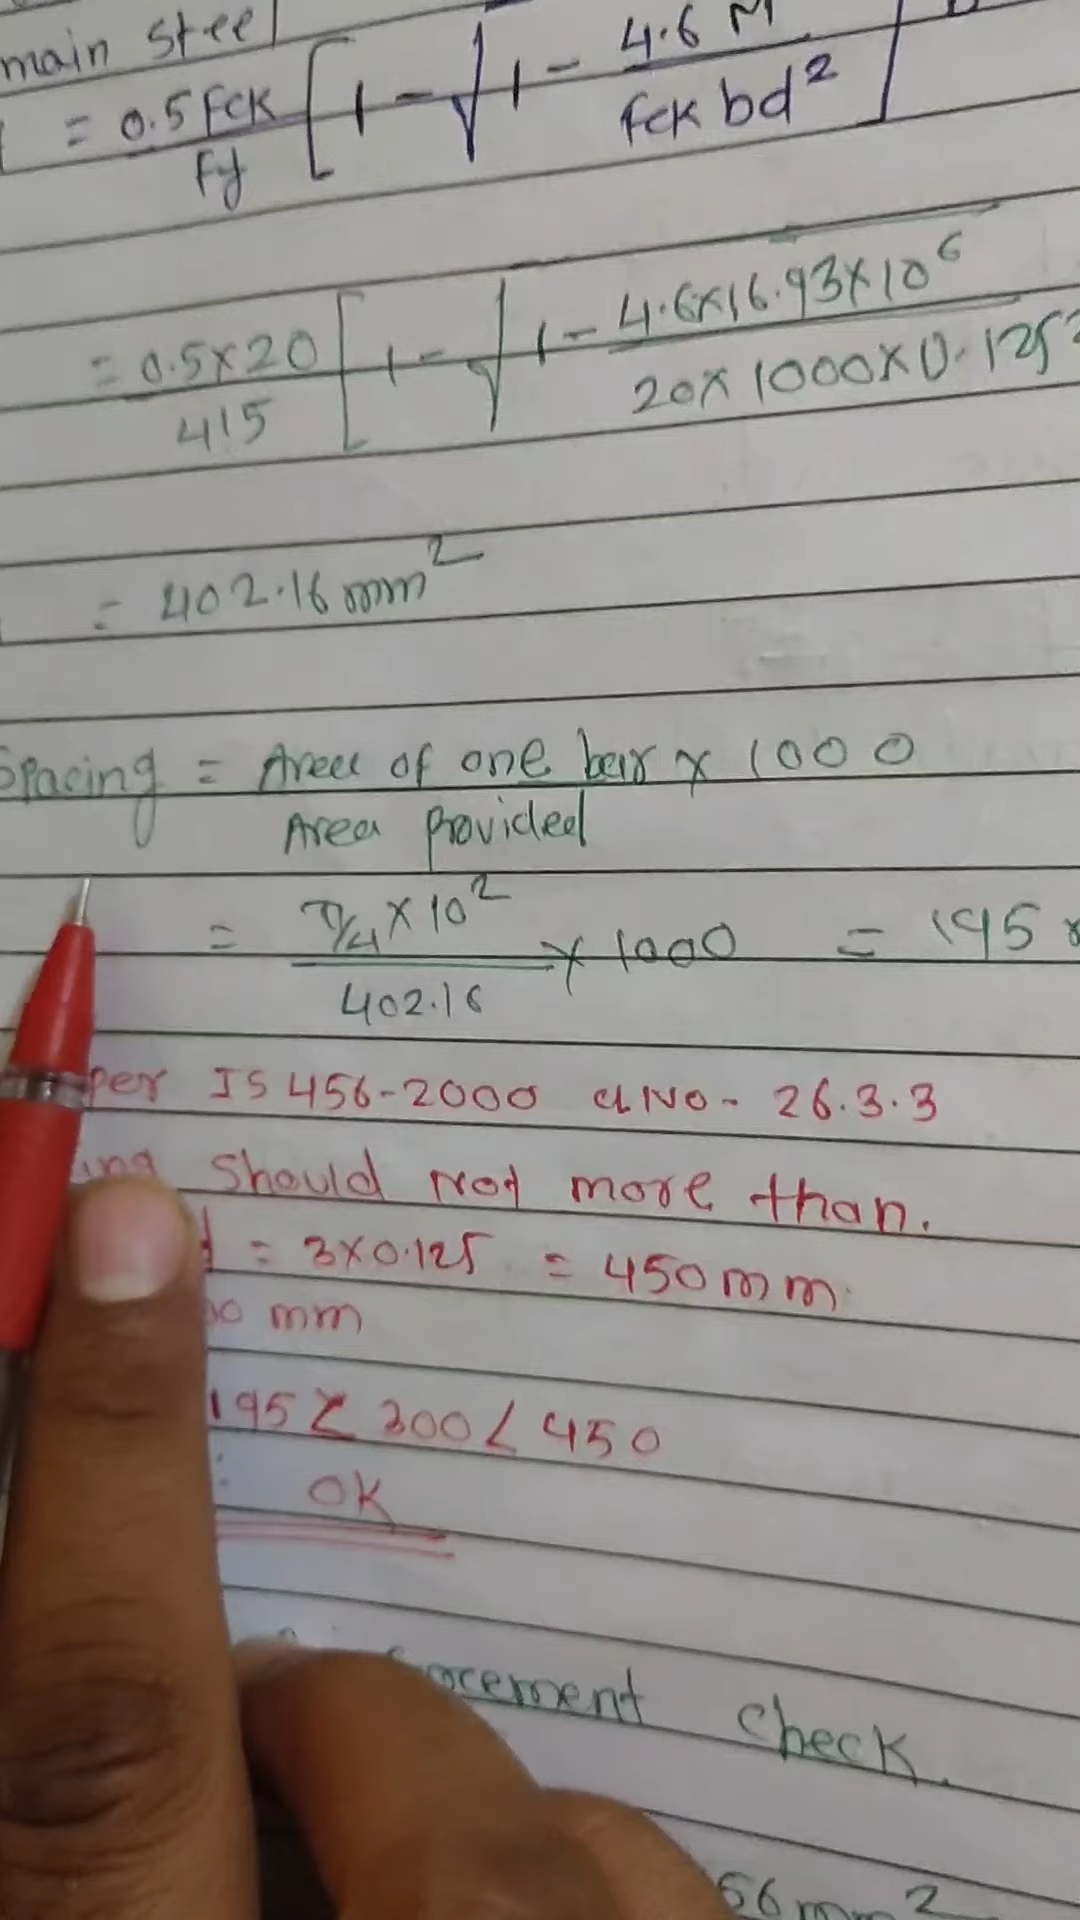 main steel
= 0.5 Fck / Fy [ 1 - √ 1 - 4.6 M / fck bd² ]
= 0.5×20 / 415 [ 1 - √ 1 - 4.6×16.93×10⁶ / 20×1000×0.125²
= 402.16 mm²
Spacing = Area of one bar × 1000
Area Provided
= π/4 × 10² / 402.16 × 1000 = 195
per IS 456-2000 cl No - 26.3.3
Should Not more than.
= 3×0.125 = 450 mm
mm
195 < 300 < 450
OK
check
56 mm²